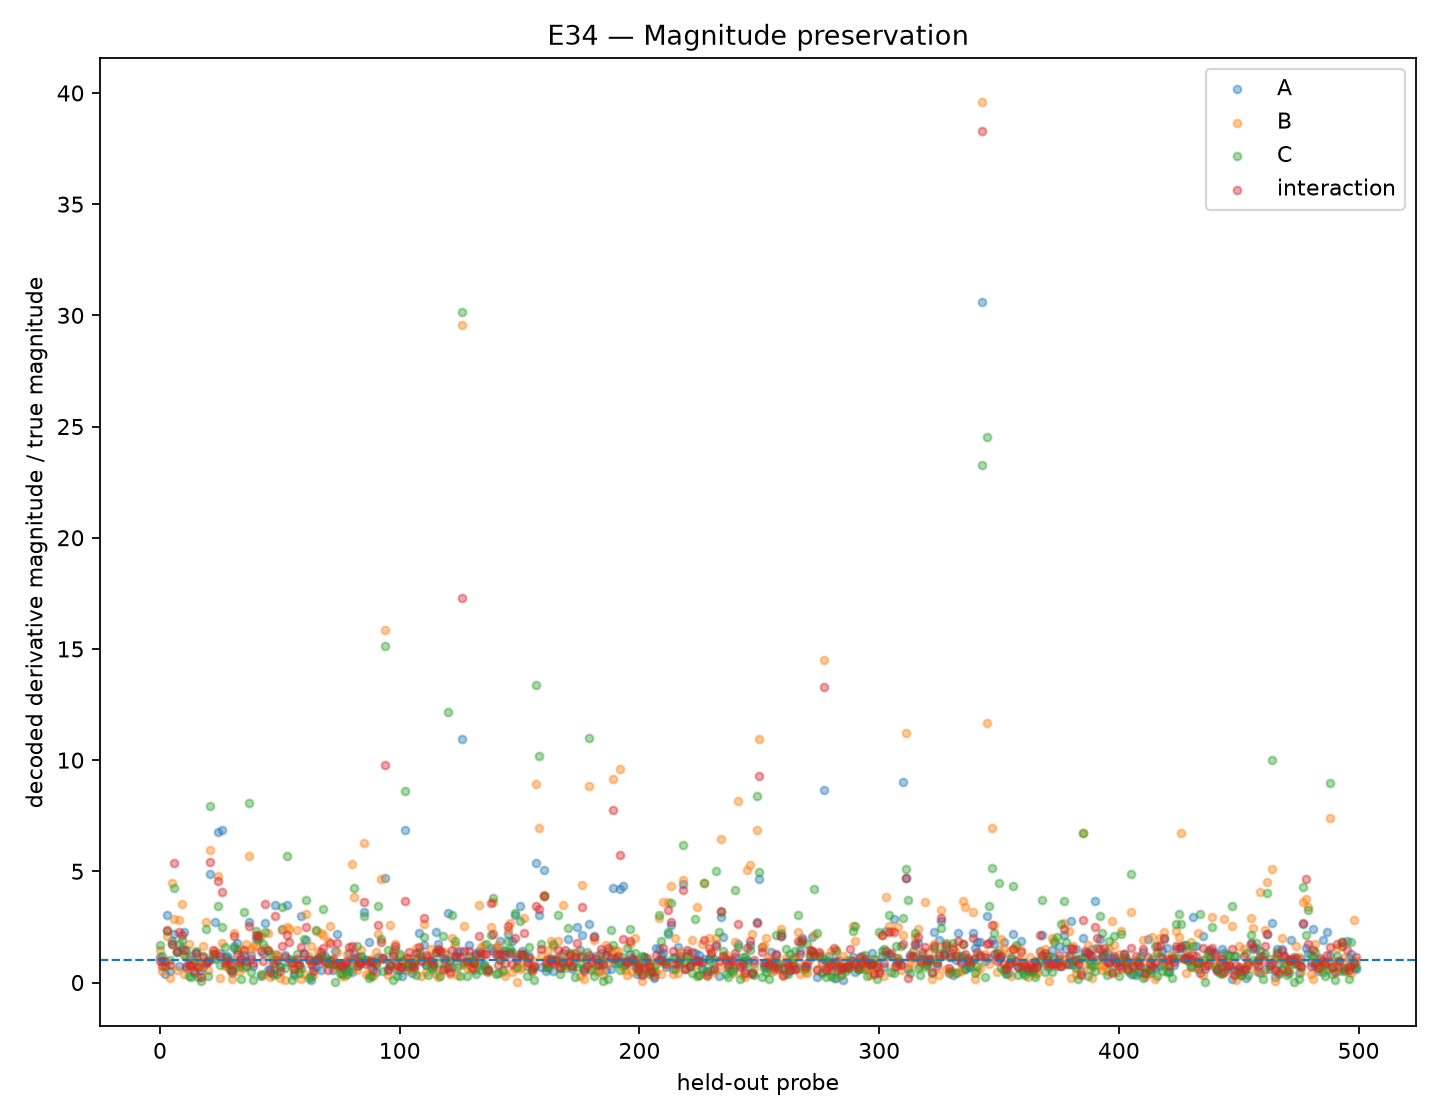 E34 — Magnitude preservation
decoded derivative magnitude / true magnitude
40
35
30
25
20
15
10
5
0
A
B
C
interaction
0 100 200 300 400 500
held-out probe